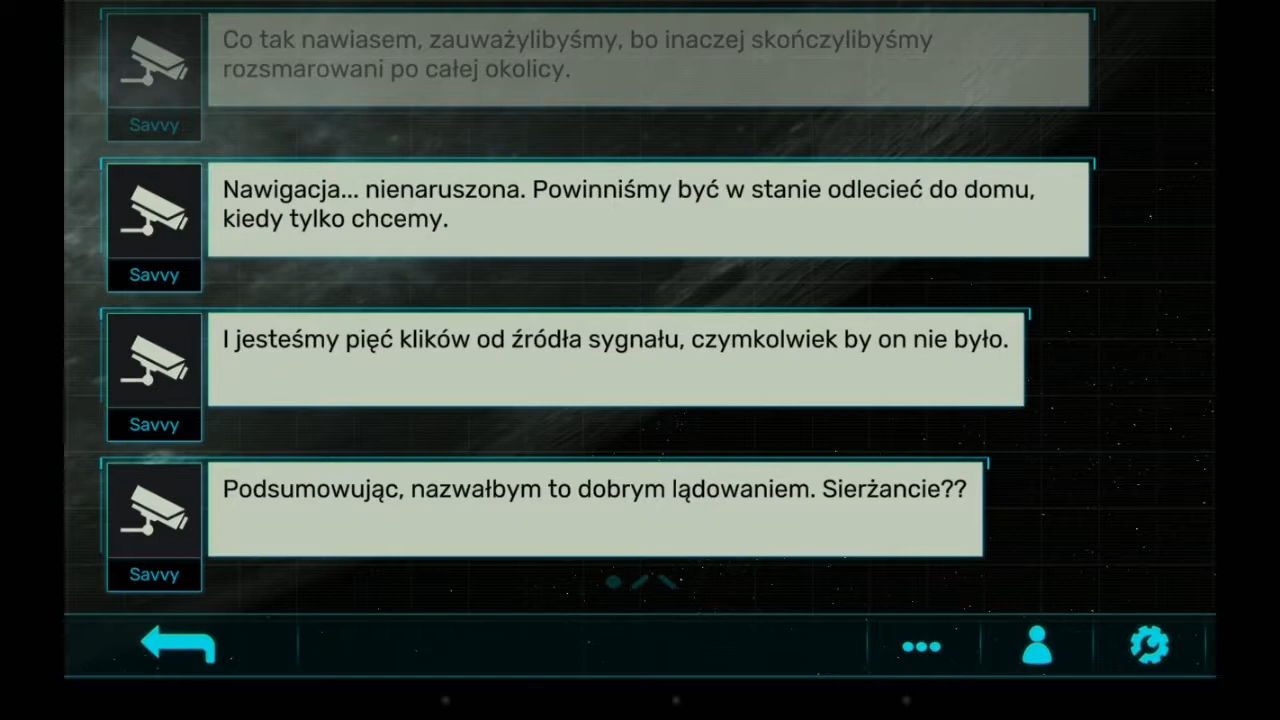 Co tak nawiasem, zauważylibyśmy, bo inaczej skończylibyśmy
rozsmarowani po całej okolicy.
Savvy
Nawigacja... nienaruszona. Powinniśmy być w stanie odlecieć do domu,
kiedy tylko chcemy.
Savvy
I jesteśmy pięć klików od źródła sygnału, czymkolwiek by on nie było.
Savvy
Podsumowując, nazwałbym to dobrym lądowaniem. Sierżancie??
Savvy